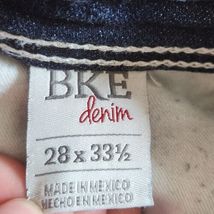 BKE
denim
28 x 33½
MADE IN MEXICO
HECHO EN MEXICO